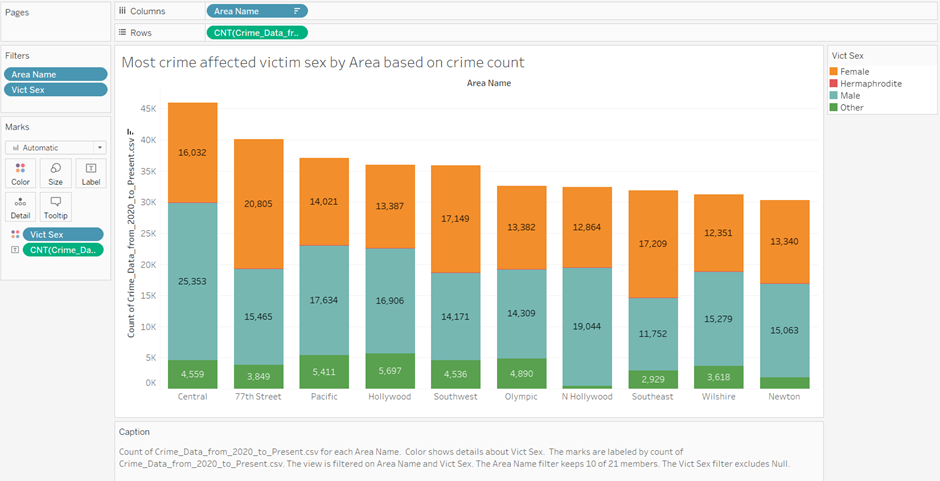 Pages
Columns
Area Name
Rows
CNT(Crime_Data_fr..
Filters
Area Name
Vict Sex
Marks
Automatic
Color
Size
Label
Detail
Tooltip
Vict Sex
CNT(Crime_Da..
Most crime affected victim sex by Area based on crime count
Area Name
Count of Crime_Data_from_2020_to_Present.csv
45K
40K
35K
30K
25K
20K
15K
10K
5K
0K
16,032
25,353
4,559
20,805
15,465
3,849
14,021
17,634
5,411
13,387
16,906
5,697
17,149
14,171
4,536
13,382
14,309
4,890
12,864
19,044
17,209
11,752
2,929
12,351
15,279
3,618
13,340
15,063
Central
77th Street
Pacific
Hollywood
Southwest
Olympic
N Hollywood
Southeast
Wilshire
Newton
Vict Sex
Female
Hermaphrodite
Male
Other
Caption
Count of Crime_Data_from_2020_to_Present.csv for each Area Name. Color shows details about Vict Sex. The marks are labeled by count of
Crime_Data_from_2020_to_Present.csv. The view is filtered on Area Name and Vict Sex. The Area Name filter keeps 10 of 21 members. The Vict Sex filter excludes Null.